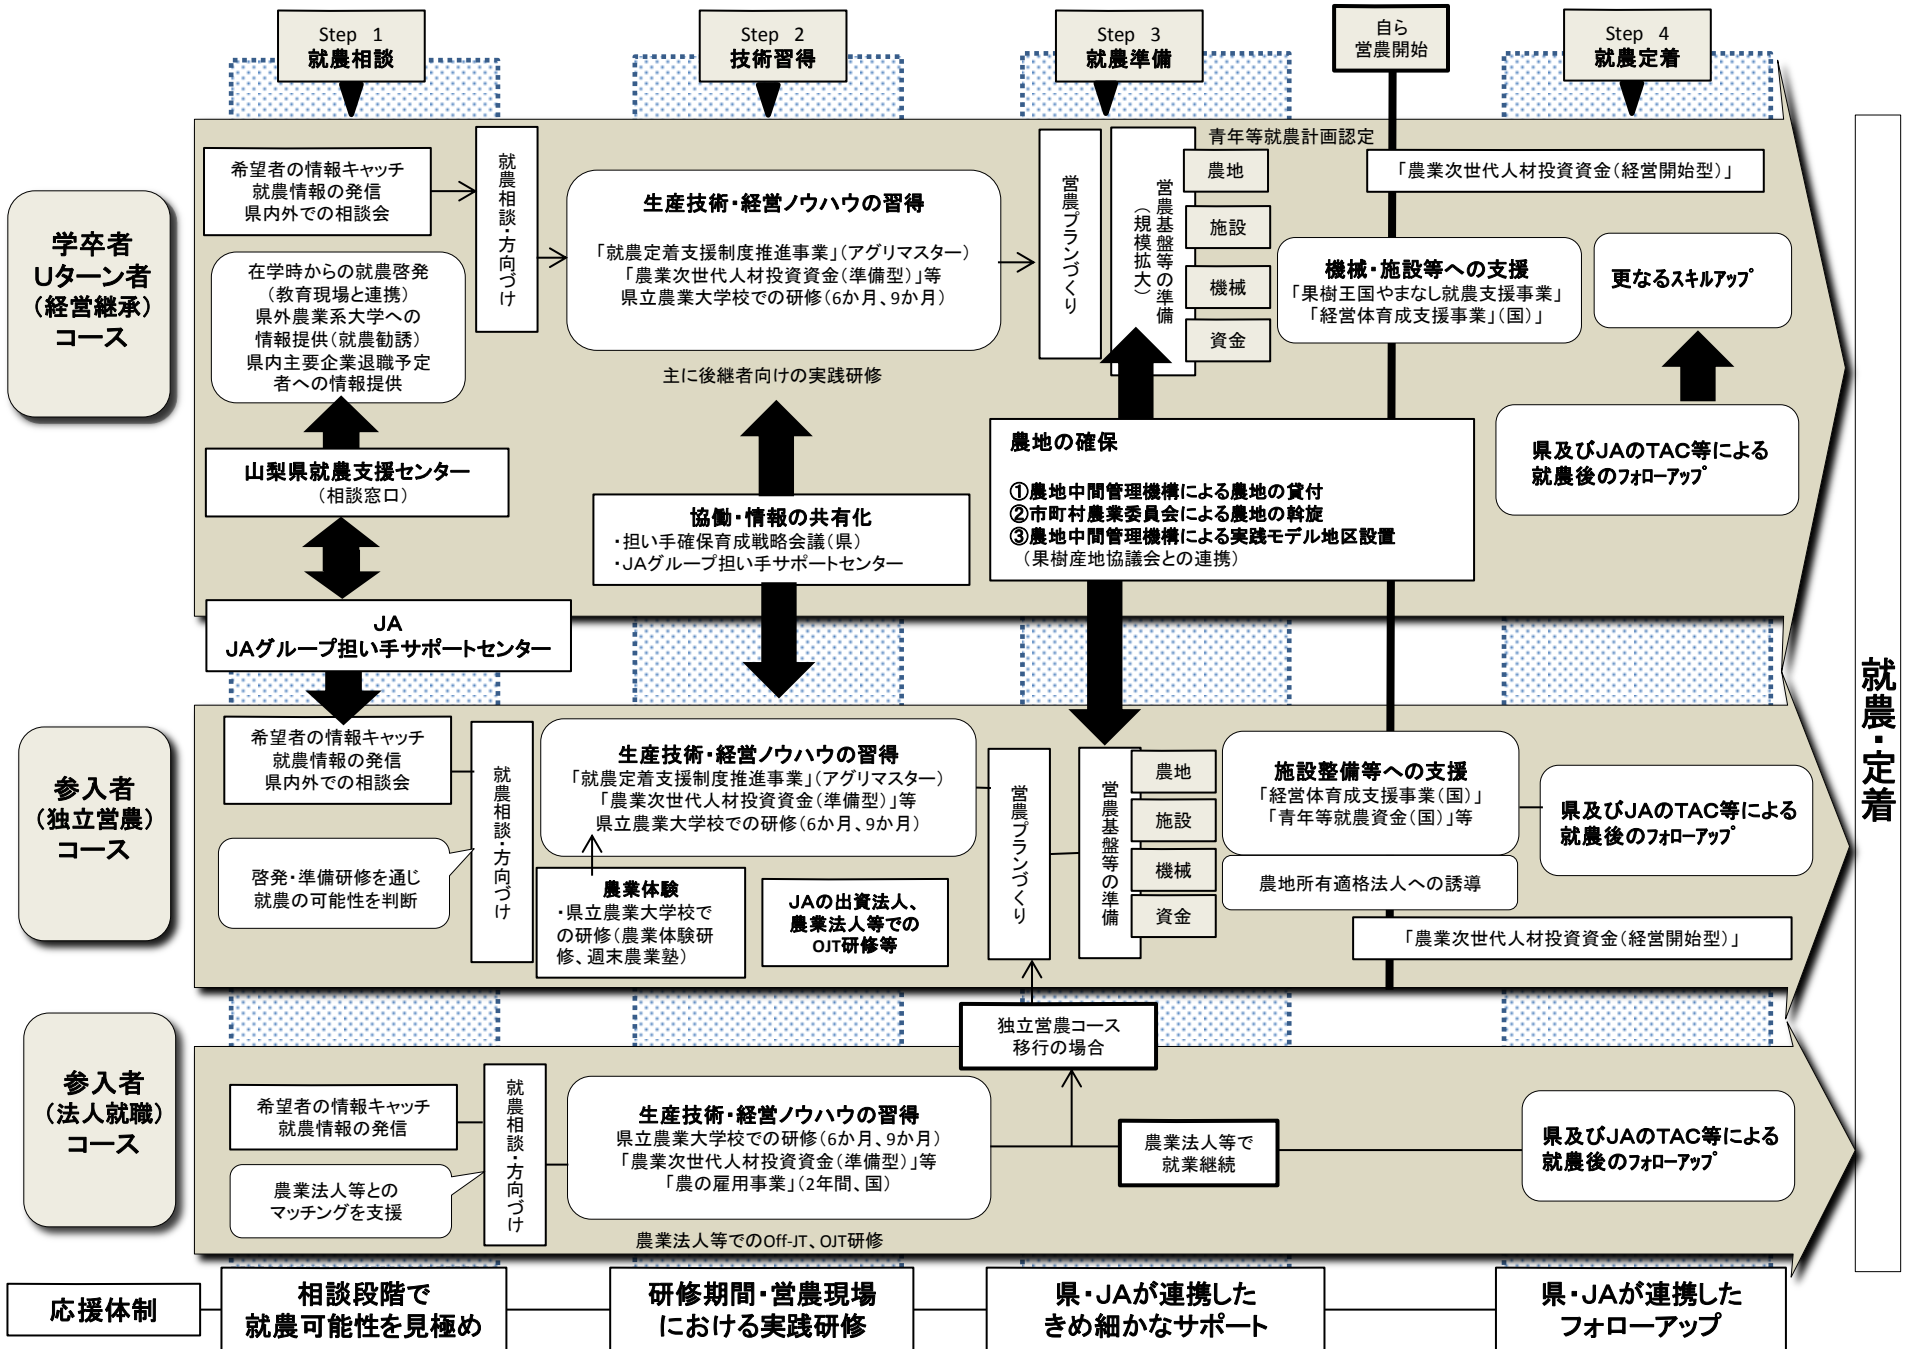 Step 1
就農相談
Step 2
技術習得
Step 3
就農準備
自ら
営農開始
Step 4
就農定着
学卒者
Uターン者
(経営継承)
コース
希望者の情報キャッチ
就農情報の発信
県内外での相談会
在学時からの就農啓発
(教育現場と連携)
県外農業系大学への
情報提供(就農勧誘)
県内主要企業退職予定
者への情報提供
就農相談・方向づけ
生産技術・経営ノウハウの習得
「就農定着支援制度推進事業」(アグリマスター)
「農業次世代人材投資資金(準備型)」等
県立農業大学校での研修(6か月、9か月)
主に後継者向けの実践研修
営農プランづくり
営農基盤等の準備
(規模拡大)
青年等就農計画認定
農地
施設
機械
資金
「農業次世代人材投資資金(経営開始型)」
機械・施設等への支援
「果樹王国やまなし就農支援事業」
「経営体育成支援事業」(国)」
更なるスキルアップ
山梨県就農支援センター
(相談窓口)
協働・情報の共有化
・担い手確保育成戦略会議(県)
・JAグループ担い手サポートセンター
農地の確保
①農地中間管理機構による農地の貸付
②市町村農業委員会による農地の斡旋
③農地中間管理機構による実践モデル地区設置
(果樹産地協議会との連携)
県及びJAのTAC等による
就農後のフォローアップ
JA
JAグループ担い手サポートセンター
就農・定着
参入者
(独立営農)
コース
希望者の情報キャッチ
就農情報の発信
県内外での相談会
啓発・準備研修を通じ
就農の可能性を判断
就農相談・方向づけ
生産技術・経営ノウハウの習得
「就農定着支援制度推進事業」(アグリマスター)
「農業次世代人材投資資金(準備型)」等
県立農業大学校での研修(6か月、9か月)
農業体験
・県立農業大学校で
の研修(農業体験研
修、週末農業塾)
JAの出資法人、
農業法人等での
OJT研修等
営農プランづくり
営農基盤等の準備
農地
施設
機械
資金
施設整備等への支援
「経営体育成支援事業(国)」
「青年等就農資金(国)」等
農地所有適格法人への誘導
県及びJAのTAC等による
就農後のフォローアップ
「農業次世代人材投資資金(経営開始型)」
独立営農コース
移行の場合
参入者
(法人就職)
コース
希望者の情報キャッチ
就農情報の発信
農業法人等との
マッチングを支援
就農相談・方向づけ
生産技術・経営ノウハウの習得
県立農業大学校での研修(6か月、9か月)
「農業次世代人材投資資金(準備型)」等
「農の雇用事業」(2年間、国)
農業法人等でのOff-JT、OJT研修
農業法人等で
就業継続
県及びJAのTAC等による
就農後のフォローアップ
応援体制
相談段階で
就農可能性を見極め
研修期間・営農現場
における実践研修
県・JAが連携した
きめ細かなサポート
県・JAが連携した
フォローアップ